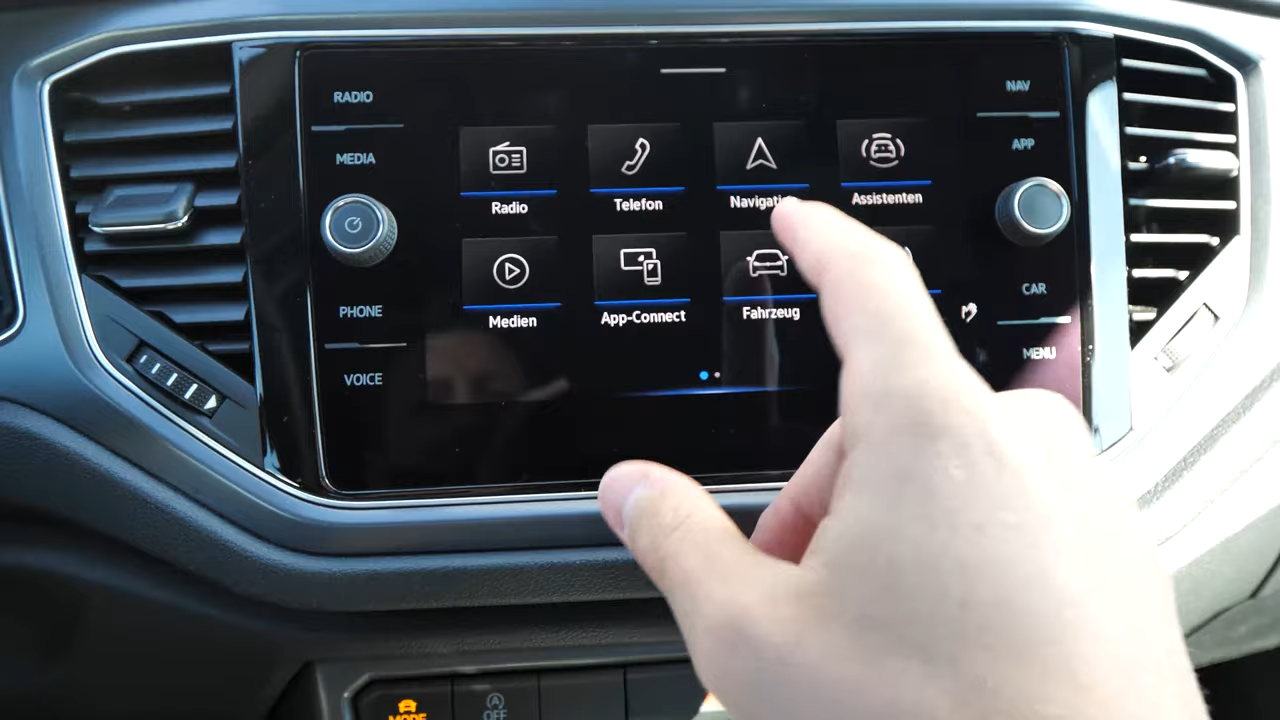 RADIO
MEDIA
PHONE
VOICE
Radio
Telefon
Assistenten
Medien
App-Connect
Fahrzeug
NAV
APP
CAR
MENU
MODE
OFF